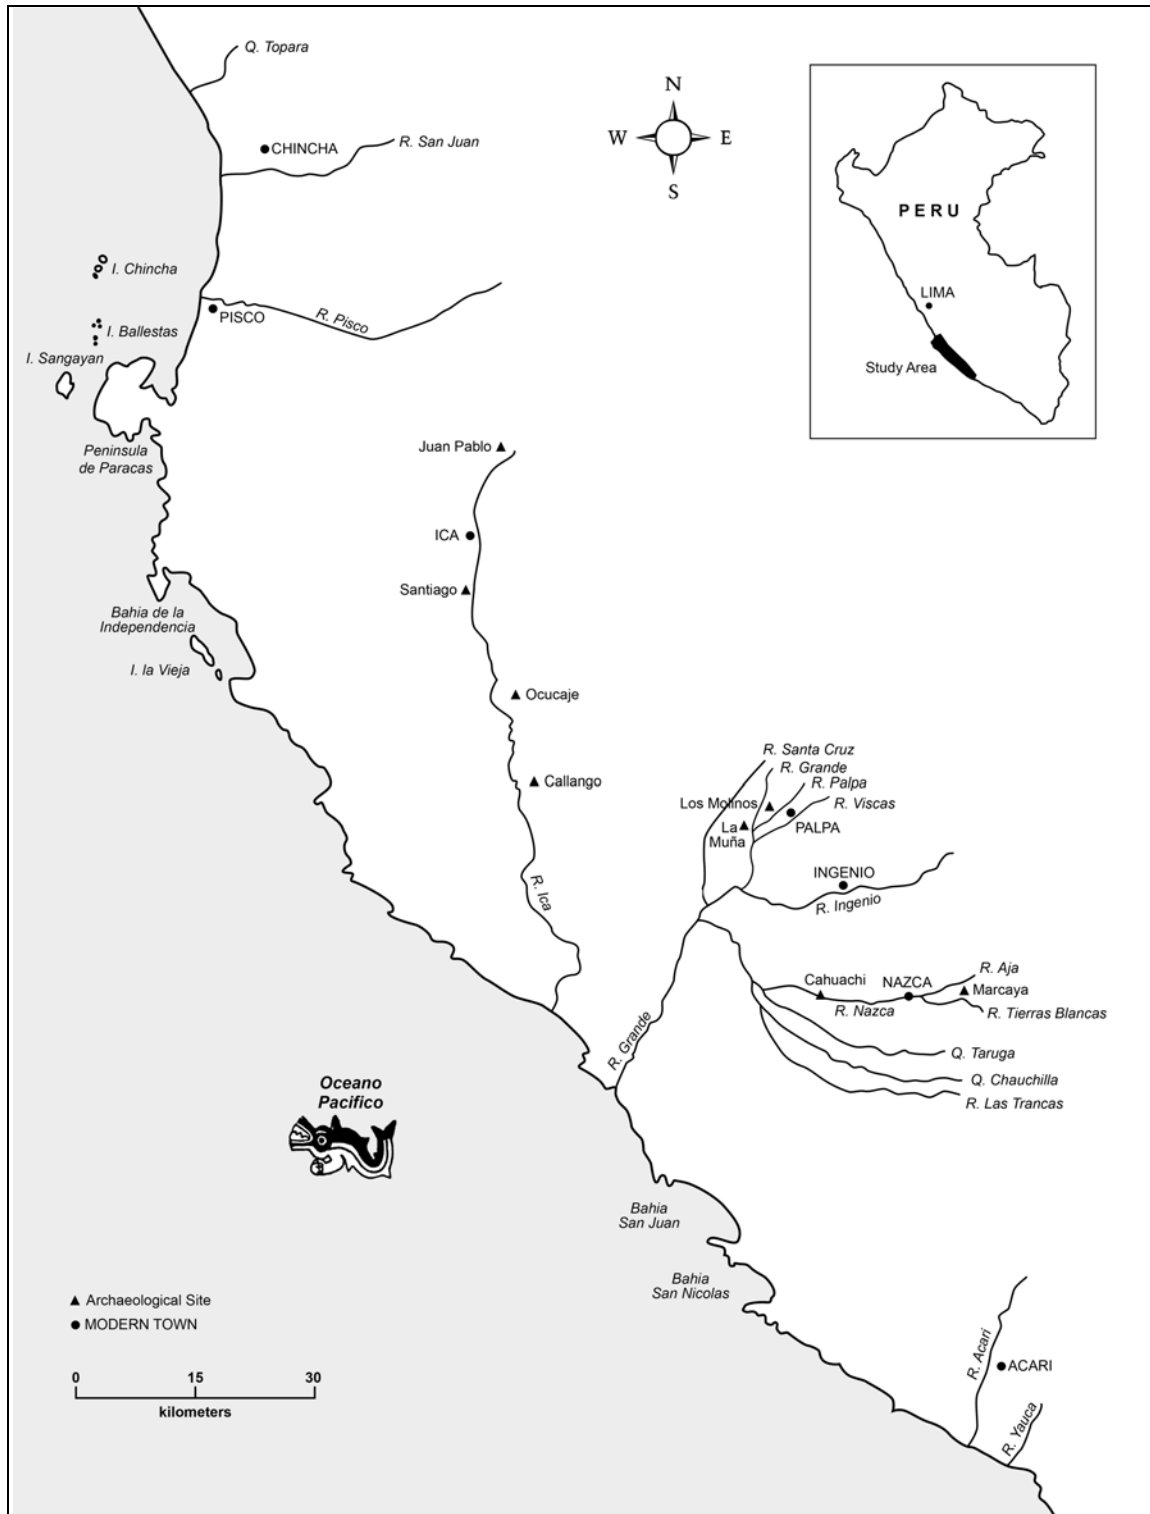 Q. Topara
N
W
E
S
CHINCHA
R. San Juan
PERU
LIMA
Study Area
I. Chincha
I. Ballestas
I. Sangayan
PISCO
R. Pisco
Peninsula
de Paracas
Juan Pablo
ICA
Santiago
Bahia de la
Independencia
I. la Vieja
Ocucaje
Callango
R. Ica
R. Santa Cruz
R. Grande
R. Palpa
R. Viscas
Los Molinos
La
Muña
PALPA
INGENIO
R. Ingenio
R. Aja
Cahuachi
NAZCA
Marcaya
R. Nazca
R. Tierras Blancas
R. Grande
Q. Taruga
Q. Chauchilla
R. Las Trancas
Oceano
Pacifico
Bahia
San Juan
Bahia
San Nicolas
R. Acari
ACARI
R. Yauca
Archaeological Site
MODERN TOWN
0 15 30
kilometers